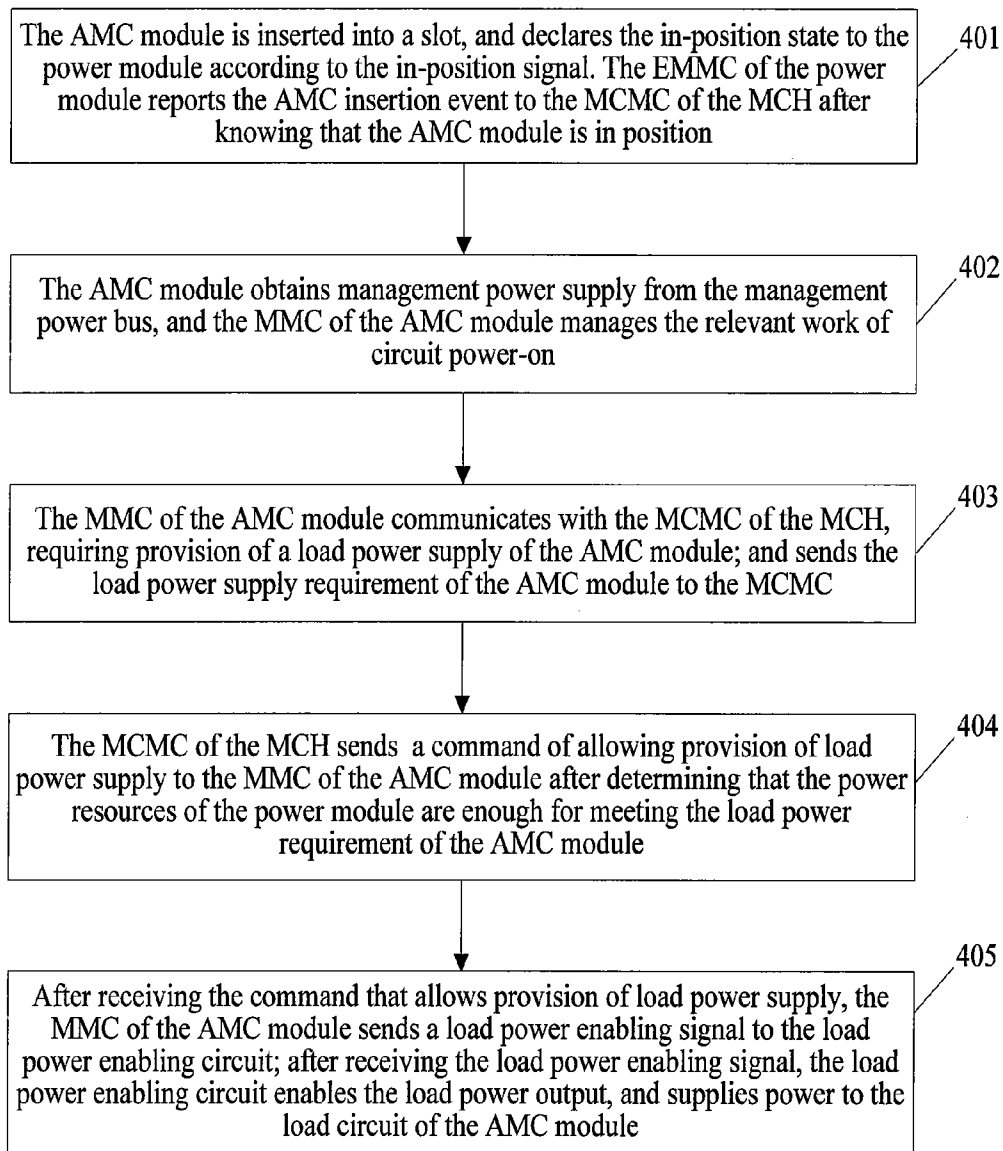 The AMC module is inserted into a slot, and declares the in-position state to the
power module according to the in-position signal. The EMMC of the power
module reports the AMC insertion event to the MCMC of the MCH after
knowing that the AMC module is in position
401
The AMC module obtains management power supply from the management
power bus, and the MMC of the AMC module manages the relevant work of
circuit power-on
402
The MMC of the AMC module communicates with the MCMC of the MCH,
requiring provision of a load power supply of the AMC module; and sends the
load power supply requirement of the AMC module to the MCMC
403
The MCMC of the MCH sends a command of allowing provision of load
power supply to the MMC of the AMC module after determining that the power
resources of the power module are enough for meeting the load power
requirement of the AMC module
404
After receiving the command that allows provision of load power supply, the
MMC of the AMC module sends a load power enabling signal to the load
power enabling circuit; after receiving the load power enabling signal, the load
power enabling circuit enables the load power output, and supplies power to the
load circuit of the AMC module
405